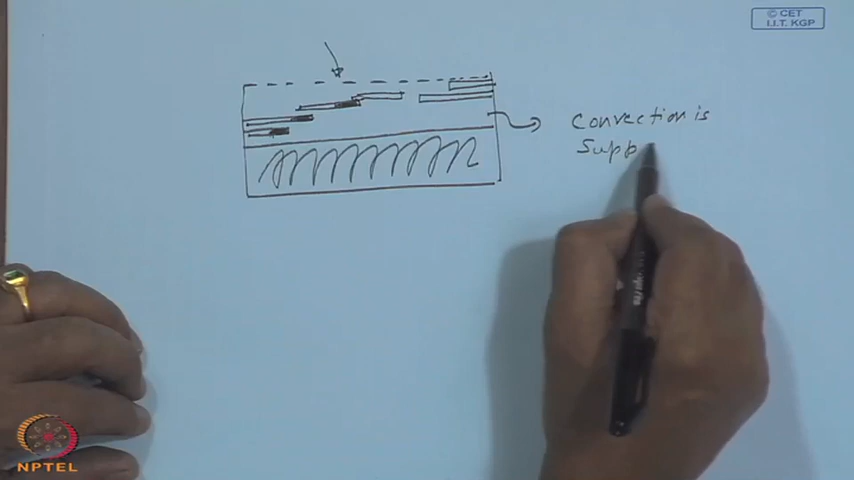 © CET
I.I.T. KGP
Convection is
Supp
NPTEL